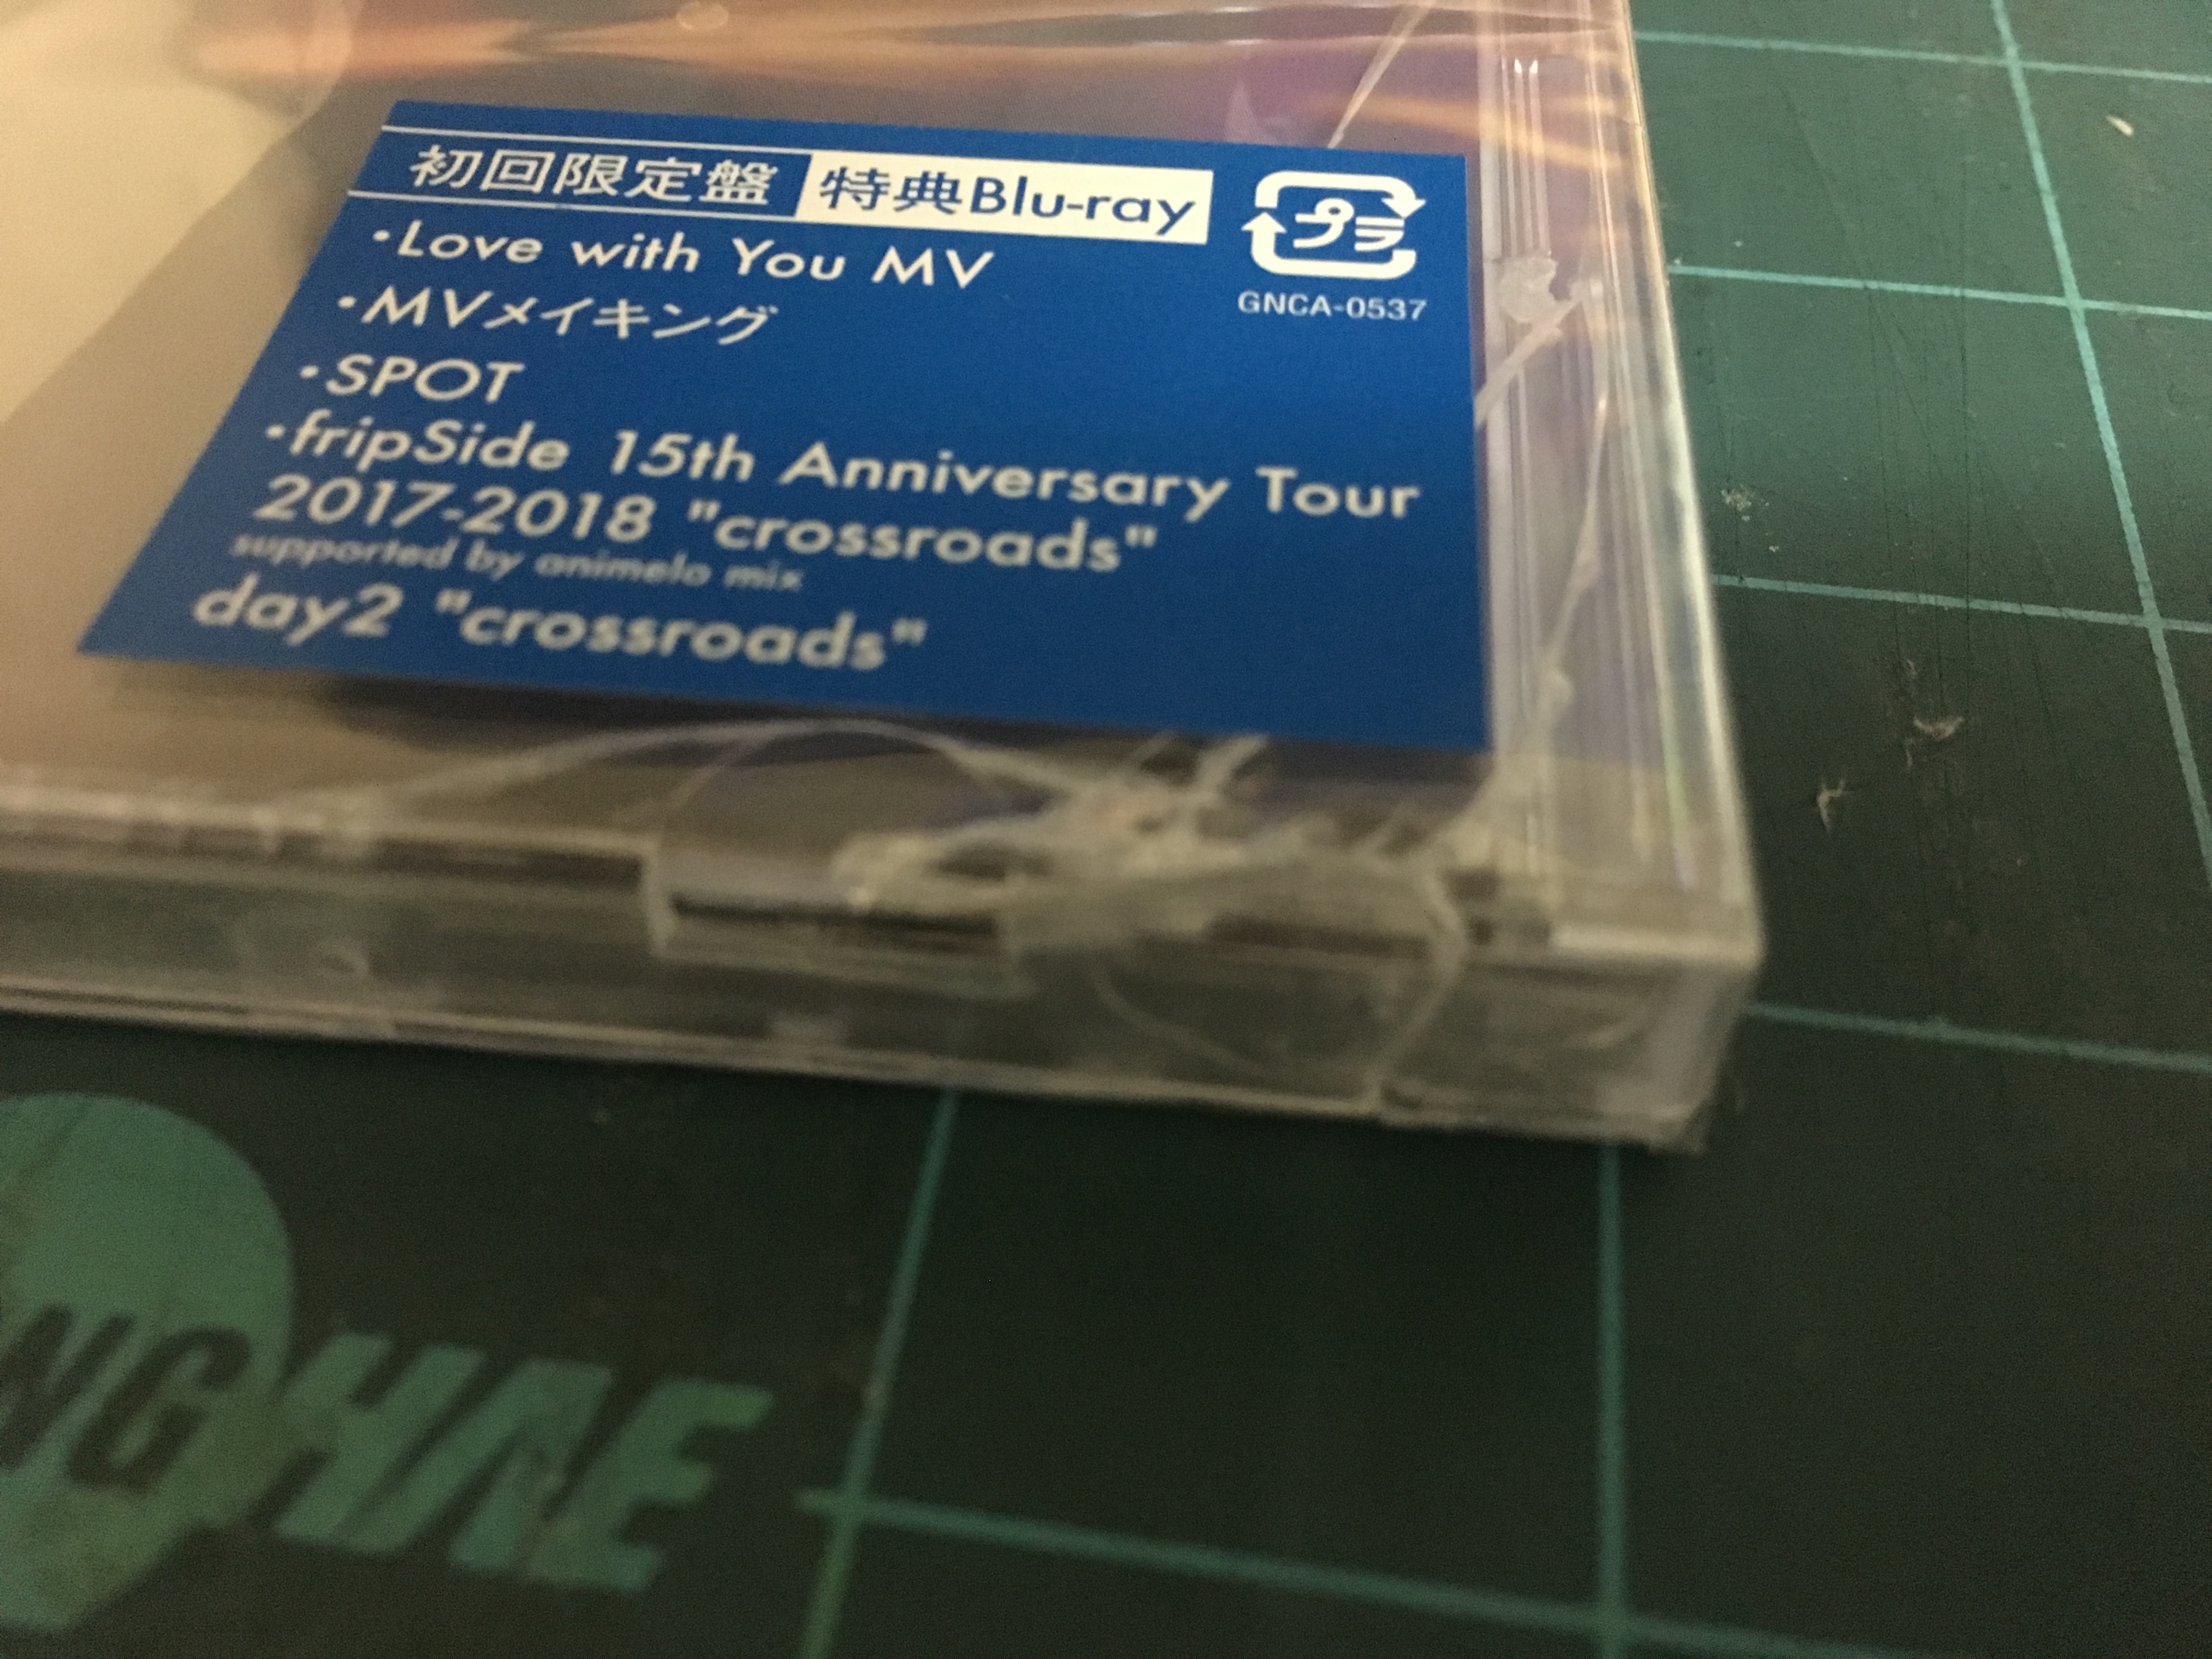 初回限定盤 特典Blu-ray
プラ
GNCA-0537
・Love with You MV
・MVメイキング
・SPOT
・fripSide 15th Anniversary Tour
2017-2018 "crossroads"
supported by animelo mix
day2 "crossroads"
NG HAE